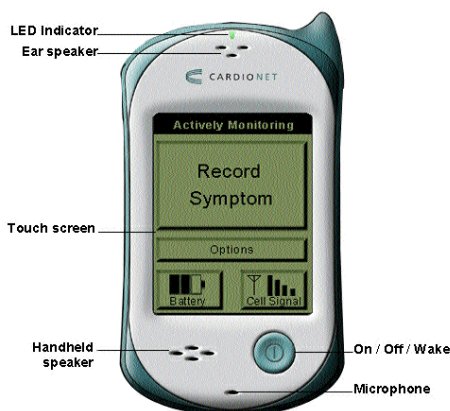 LED Indicator
Ear speaker
CARDIONET
Actively Monitoring
Record
Symptom
Touch screen
Options
Battery
Cell Signal
Handheld
speaker
On / Off / Wake
Microphone